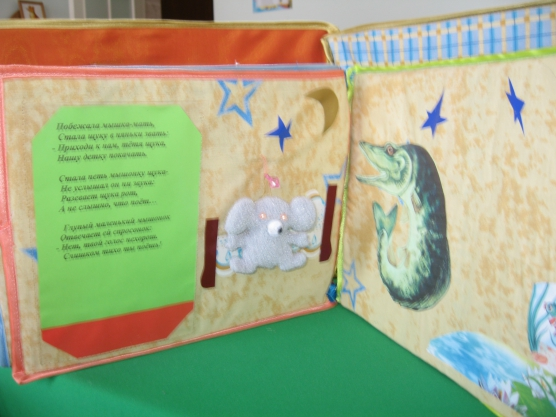 Побежала мышка-мать,
Стала щуку в няньки звать:
- Приходи к нам, тётя щука,
Нашу детку покачать.
Стала петь мышонку щука-
Не услышал он ни звука:
Разевает щука рот,
А не слышно, что поёт...
Глупый маленький мышонок
Отвечает ей спросонок:
- Нет, твой голос нехорош.
Слишком тихо ты поёшь!